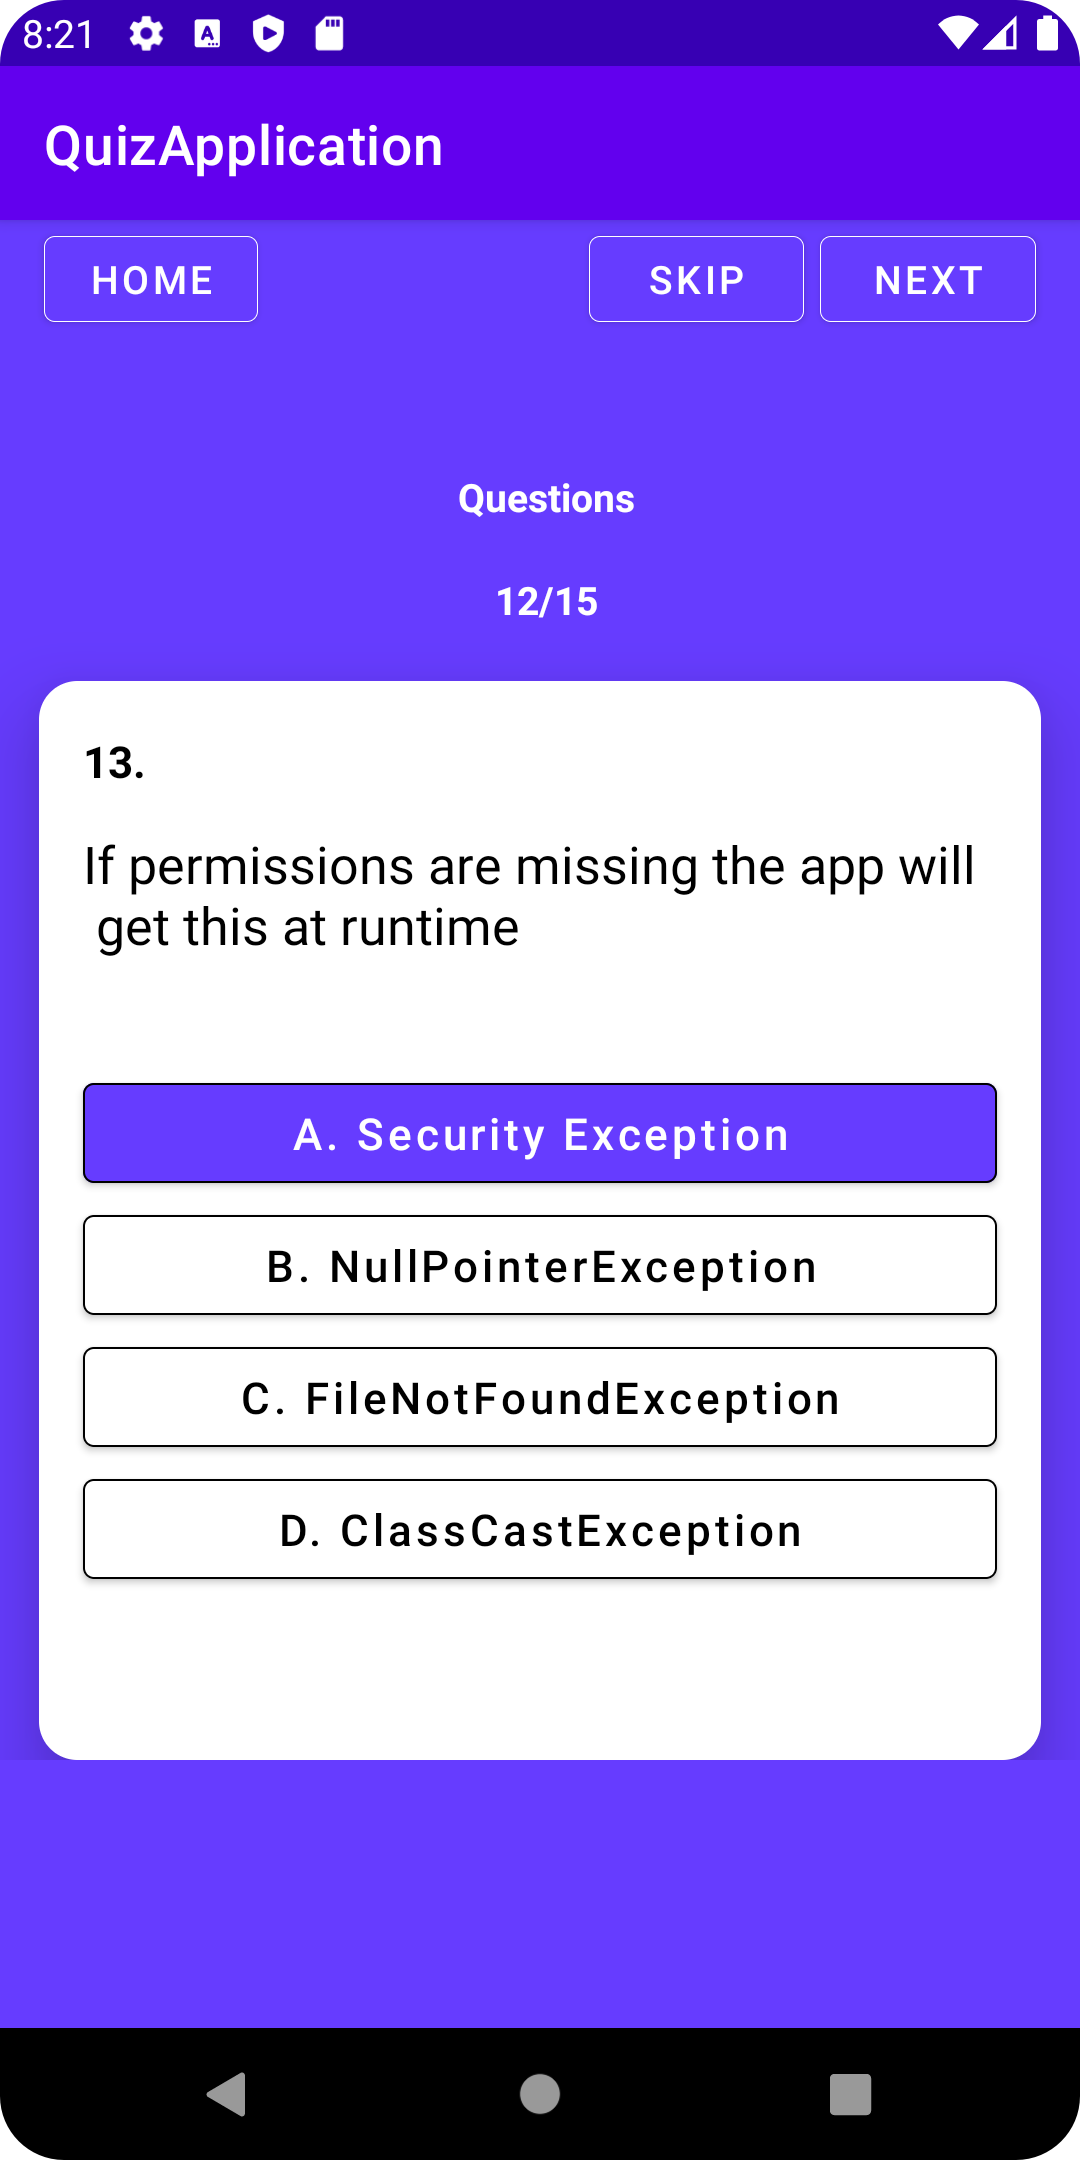 8:21
QuizApplication
HOME
SKIP
NEXT
Questions
12/15
13.
If permissions are missing the app will
get this at runtime
A. Security Exception
B. NullPointerException
C. FileNotFoundException
D. ClassCastException